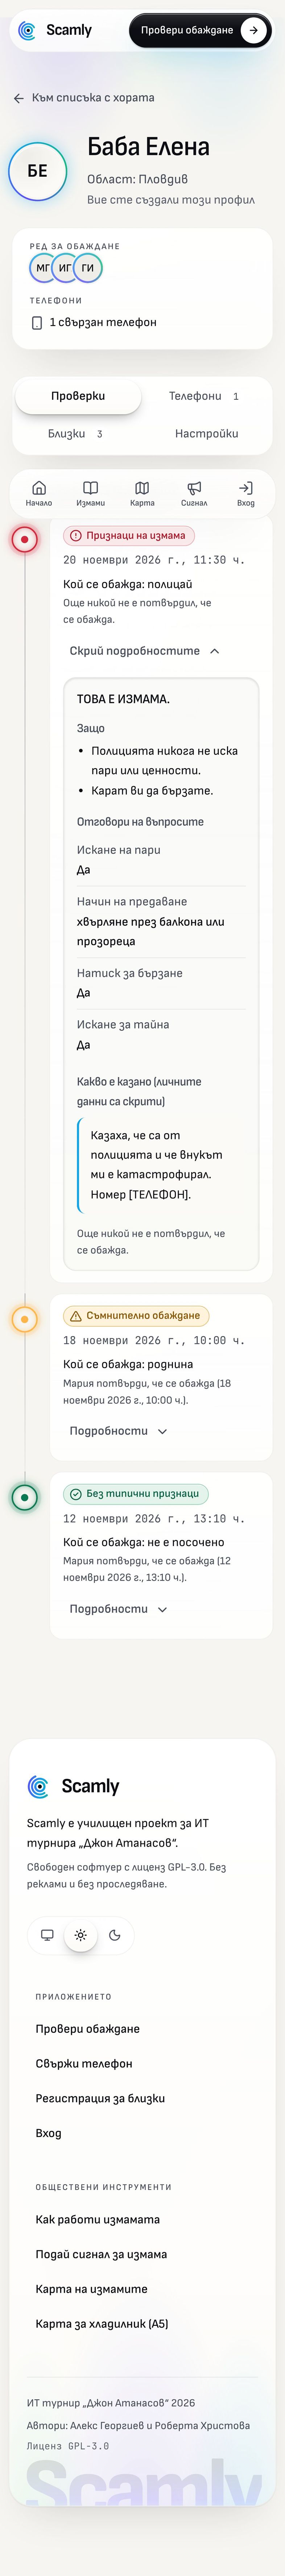 Scamly
Провери обаждане
Към списъка с хората
БЕ
Баба Елена
Област: Пловдив
Вие сте създали този профил
РЕД ЗА ОБАЖДАНЕ
МГ ИГ ГИ
ТЕЛЕФОНИ
1 свързан телефон
Проверки
Телефони 1
Близки 3
Настройки
Начало
Измами
Карта
Сигнал
Вход
Признаци на измама
20 ноември 2026 г., 11:30 ч.
Кой се обажда: полицай
Още никой не е потвърдил, че
се обажда.
Скрий подробностите
ТОВА Е ИЗМАМА.
Защо
• Полицията никога не иска
пари или ценности.
• Карат ви да бързате.
Отговори на въпросите
Искане на пари
Да
Начин на предаване
хвърляне през балкона или
прозореца
Натиск за бързане
Да
Искане за тайна
Да
Какво е казано (личните
данни са скрити)
Казаха, че са от
полицията и че внукът
ми е катастрофирал.
Номер [ТЕЛЕФОН].
Още никой не е потвърдил, че
се обажда.
Съмнително обаждане
18 ноември 2026 г., 10:00 ч.
Кой се обажда: роднина
Мария потвърди, че се обажда (18
ноември 2026 г., 10:00 ч.).
Подробности
Без типични признаци
12 ноември 2026 г., 13:10 ч.
Кой се обажда: не е посочено
Мария потвърди, че се обажда (12
ноември 2026 г., 13:10 ч.).
Подробности
Scamly
Scamly е училищен проект за ИТ
турнира „Джон Атанасов“.
Свободен софтуер с лиценз GPL-3.0. Без
реклами и без проследяване.
ПРИЛОЖЕНИЕТО
Провери обаждане
Свържи телефон
Регистрация за близки
Вход
ОБЩЕСТВЕНИ ИНСТРУМЕНТИ
Как работи измамата
Подай сигнал за измама
Карта на измамите
Карта за хладилник (А5)
ИТ турнир „Джон Атанасов“ 2026
Автори: Алекс Георгиев и Роберта Христова
Лиценз GPL-3.0
Scamly